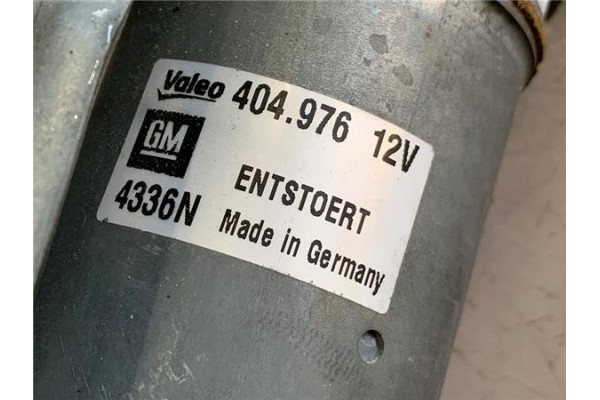 Valeo 404.976 12V
GM
ENTSTOERT
4336N Made in Germany